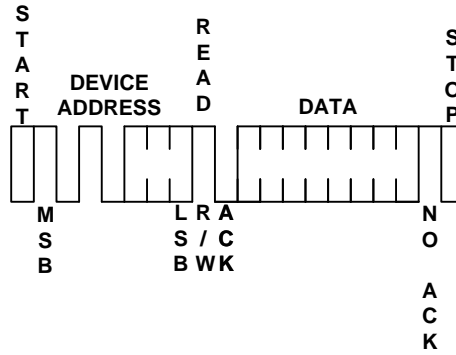 START
DEVICE
ADDRESS
READ
DATA
STOP
MSB
LSB
R/W
ACK
NO ACK